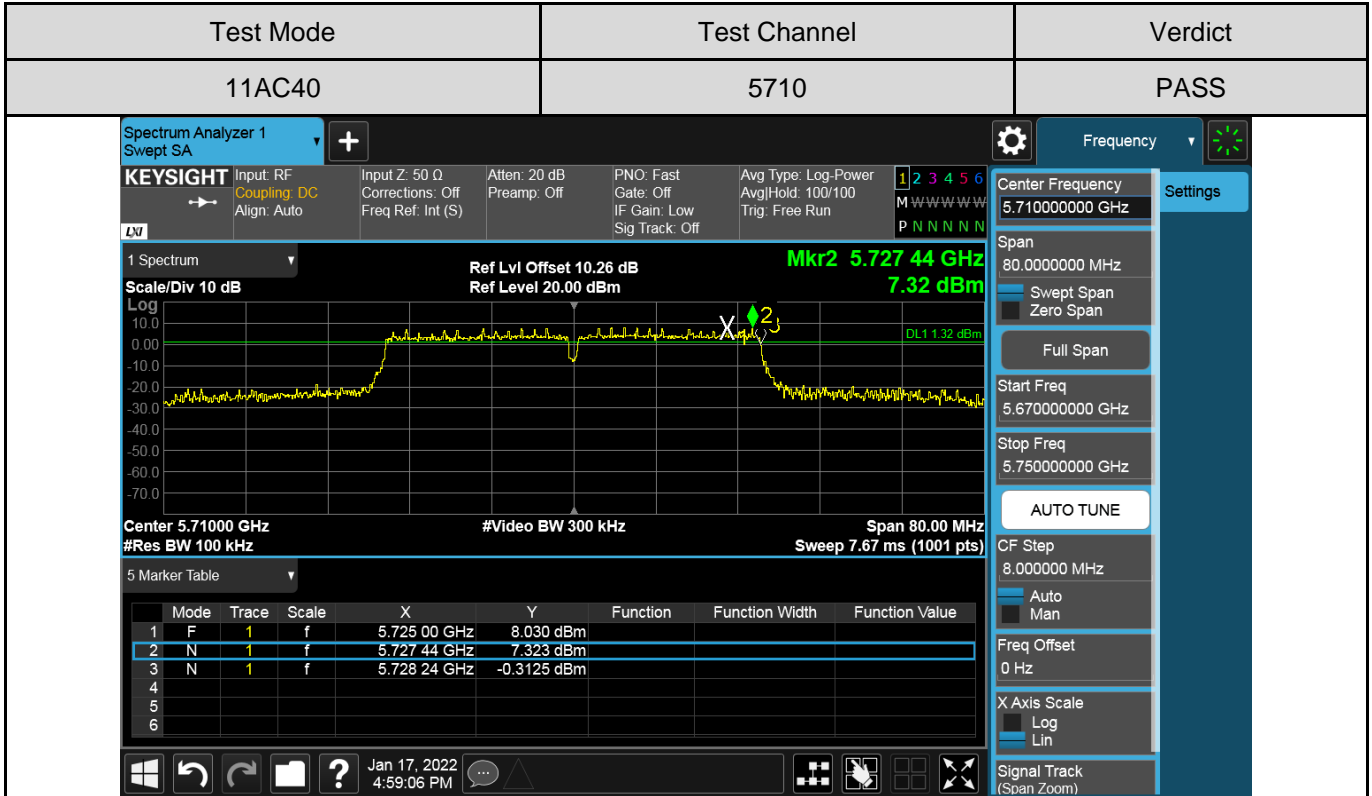 Test Mode Test Channel Verdict
11AC40 5710 PASS
Spectrum Analyzer 1
Swept SA
+
Frequency
KEYSIGHT
LXI
Input: RF
Coupling: DC
Align: Auto
Input Z: 50 Ω
Corrections: Off
Freq Ref: Int (S)
Atten: 20 dB
Preamp: Off
PNO: Fast
Gate: Off
IF Gain: Low
Sig Track: Off
Avg Type: Log-Power
Avg|Hold: 100/100
Trig: Free Run
1 2 3 4 5 6
M W W W W W
P N N N N N
1 Spectrum
Scale/Div 10 dB
Ref Lvl Offset 10.26 dB
Ref Level 20.00 dBm
Mkr2 5.727 44 GHz
7.32 dBm
Log
10.0
0.00
-10.0
-20.0
-30.0
-40.0
-50.0
-60.0
-70.0
X
2
3
DL1 1.32 dBm
Center 5.71000 GHz #Video BW 300 kHz Span 80.00 MHz
#Res BW 100 kHz Sweep 7.67 ms (1001 pts)
5 Marker Table
Mode Trace Scale X Y Function Function Width Function Value
1 F 1 f 5.725 00 GHz 8.030 dBm
2 N 1 f 5.727 44 GHz 7.323 dBm
3 N 1 f 5.728 24 GHz -0.3125 dBm
4
5
6
Jan 17, 2022
4:59:06 PM
?
Center Frequency
5.710000000 GHz
Settings
Span
80.0000000 MHz
Swept Span
Zero Span
Full Span
Start Freq
5.670000000 GHz
Stop Freq
5.750000000 GHz
AUTO TUNE
CF Step
8.000000 MHz
Auto
Man
Freq Offset
0 Hz
X Axis Scale
Log
Lin
Signal Track
(Span Zoom)